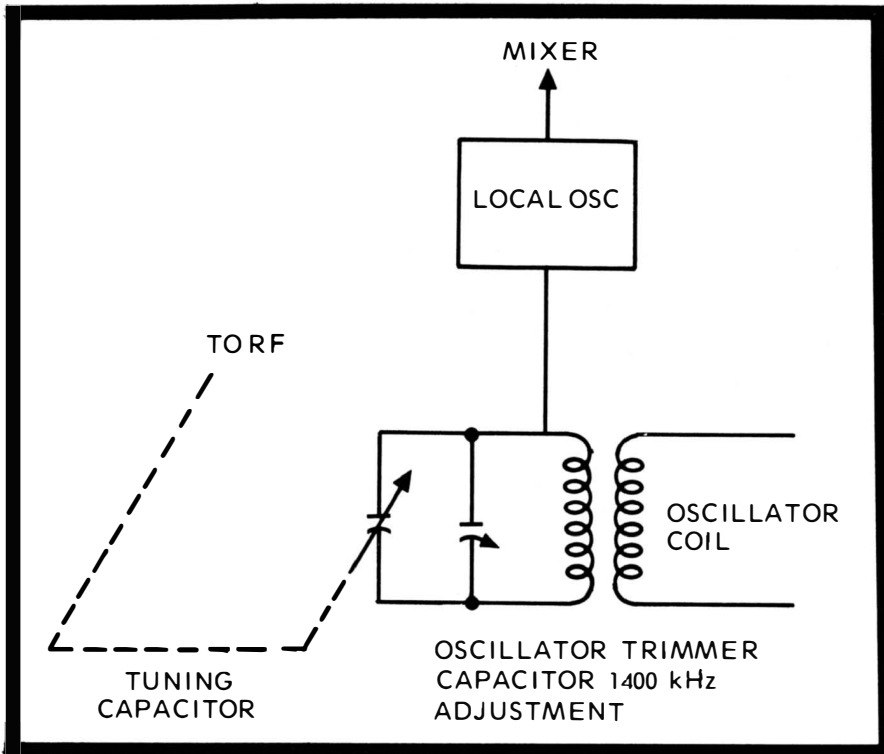 MIXER
LOCAL OSC
TO RF
OSCILLATOR
COIL
TUNING
CAPACITOR
OSCILLATOR TRIMMER
CAPACITOR 1400 kHz
ADJUSTMENT